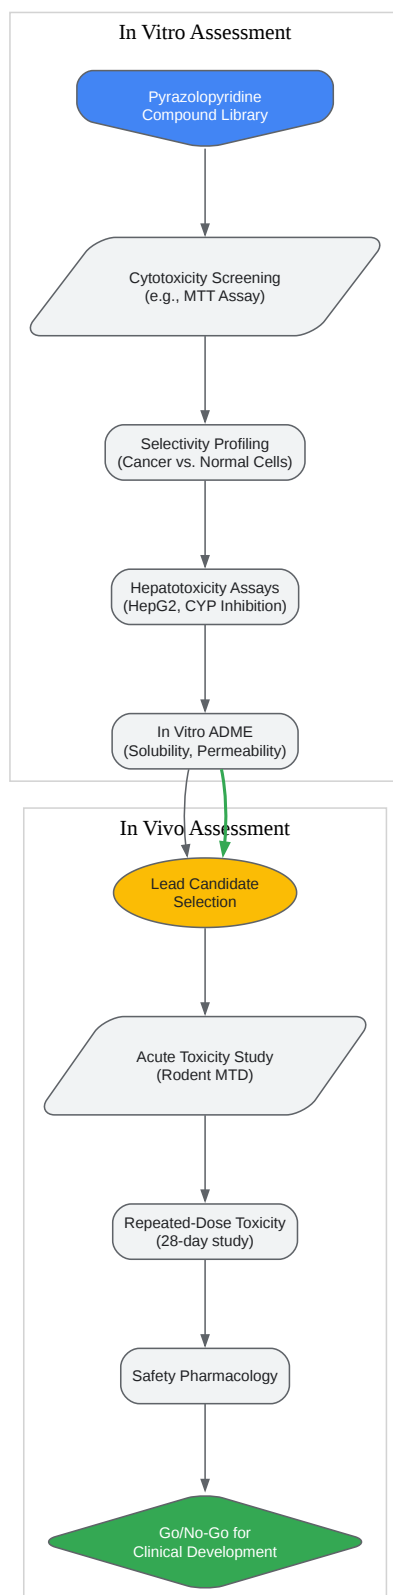 In Vitro Assessment
Pyrazolopyridine
Compound Library
Cytotoxicity Screening
(e.g., MTT Assay)
Selectivity Profiling
(Cancer vs. Normal Cells)
Hepatotoxicity Assays
(HepG2, CYP Inhibition)
In Vitro ADME
(Solubility, Permeability)
In Vivo Assessment
Lead Candidate
Selection
Acute Toxicity Study
(Rodent MTD)
Repeated-Dose Toxicity
(28-day study)
Safety Pharmacology
Go/No-Go for
Clinical Development